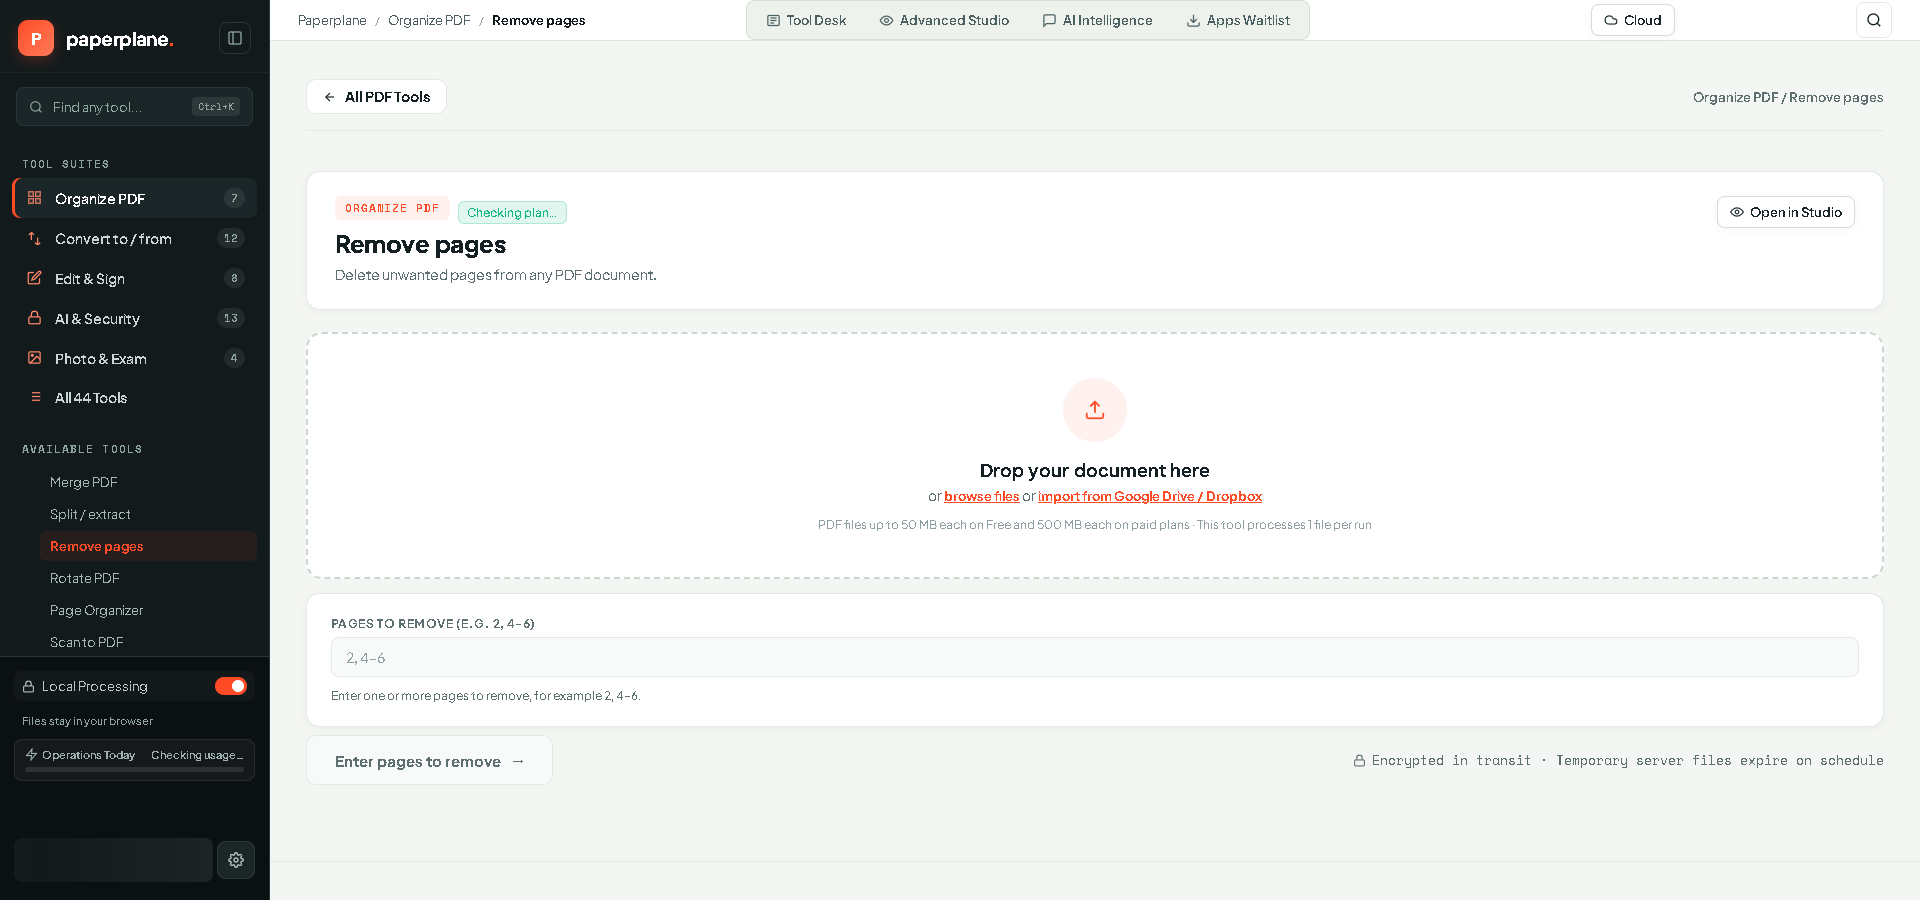 P paperplane.
Find any tool... Ctrl+K
TOOL SUITES
Organize PDF 7
Convert to / from 12
Edit & Sign 8
AI & Security 13
Photo & Exam 4
All 44 Tools
AVAILABLE TOOLS
Merge PDF
Split / extract
Remove pages
Rotate PDF
Page Organizer
Scan to PDF
Local Processing
Files stay in your browser
Operations Today Checking usage...
Paperplane / Organize PDF / Remove pages
Tool Desk Advanced Studio AI Intelligence Apps Waitlist
Cloud
← All PDF Tools
Organize PDF / Remove pages
ORGANIZE PDF Checking plan...
Open in Studio
Remove pages
Delete unwanted pages from any PDF document.
Drop your document here
or browse files or import from Google Drive / Dropbox
PDF files up to 50 MB each on Free and 500 MB each on paid plans · This tool processes 1 file per run
PAGES TO REMOVE (E.G. 2, 4-6)
2, 4-6
Enter one or more pages to remove, for example 2, 4-6.
Enter pages to remove →
Encrypted in transit · Temporary server files expire on schedule